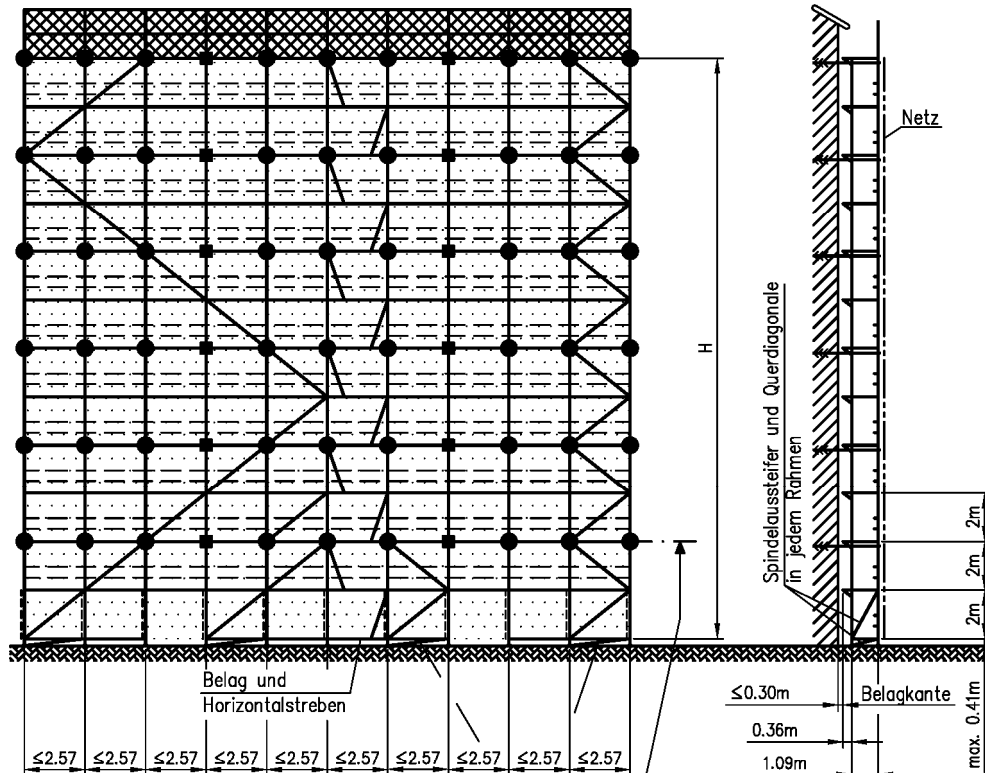 Netz
H
Spindelaussteifer und Querdiagonale
in jedem Rahmen
2m
2m
2m
Belag und
Horizontalstreben
≤0.30m
Belagkante
0.36m
1.09m
max. 0.41m
≤2.57 ≤2.57 ≤2.57 ≤2.57 ≤2.57 ≤2.57 ≤2.57 ≤2.57 ≤2.57 ≤2.57